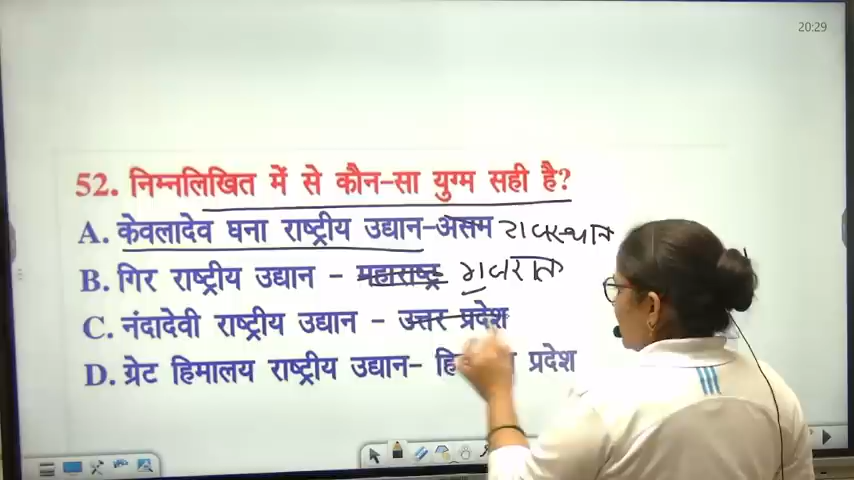 20:29
52. निम्नलिखित में से कौन-सा युग्म सही है?
A. केवलादेव घना राष्ट्रीय उद्यान-असम राजस्थान
B. गिर राष्ट्रीय उद्यान - महाराष्ट्र गुजरात
C. नंदादेवी राष्ट्रीय उद्यान - उत्तर प्रदेश
D. ग्रेट हिमालय राष्ट्रीय उद्यान- प्रदेश